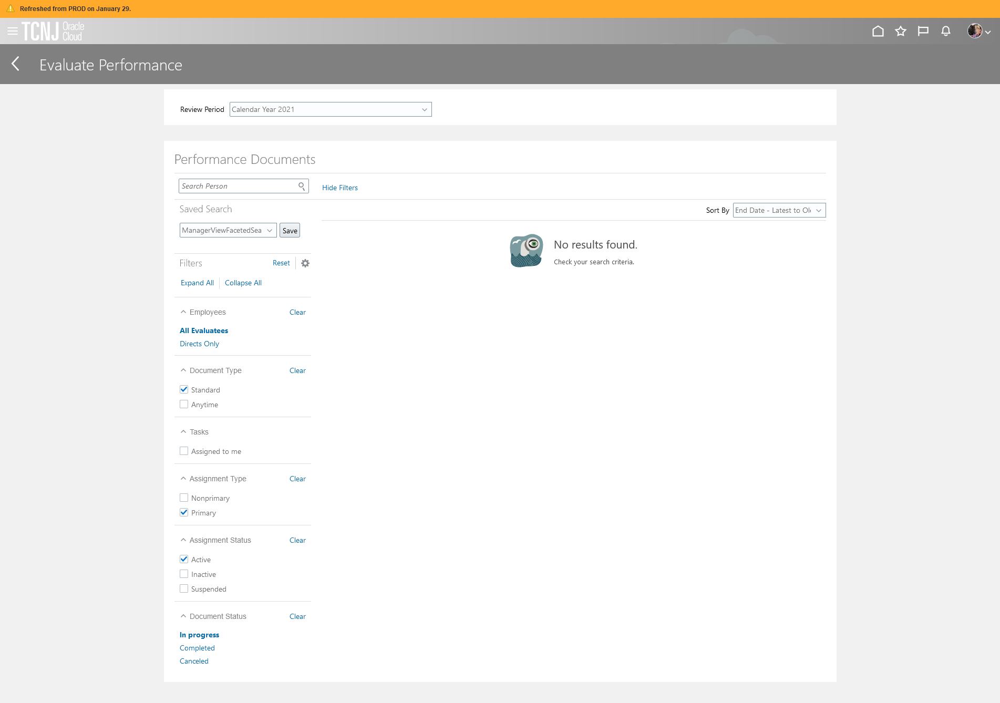 Refreshed from PROD on January 29.
TCNJ Oracle Cloud
Evaluate Performance
Review Period Calendar Year 2021
Performance Documents
Search Person Hide Filters
Saved Search
Sort By End Date - Latest to Ol
ManagerViewFacetedSea Save
No results found.
Check your search criteria.
Filters Reset
Expand All Collapse All
Employees Clear
All Evaluatees
Directs Only
Document Type Clear
Standard
Anytime
Tasks
Assigned to me
Assignment Type Clear
Nonprimary
Primary
Assignment Status Clear
Active
Inactive
Suspended
Document Status Clear
In progress
Completed
Canceled